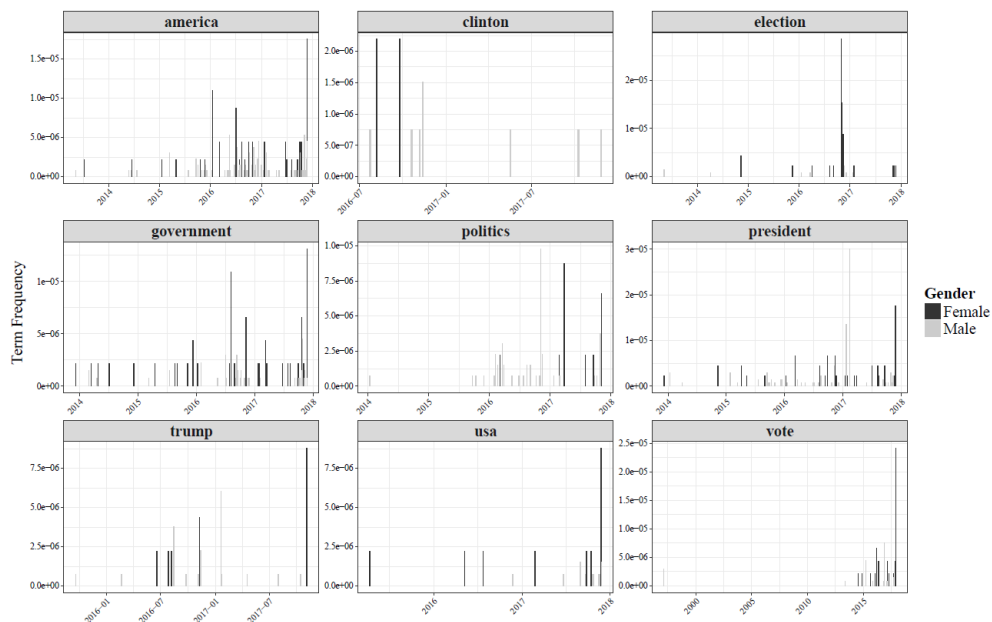 america
clinton
election
1.5e−05
1.0e−05
5.0e−06
0.0e+00
2014
2015
2016
2017
2018
2.0e−06
1.5e−06
1.0e−06
5.0e−07
0.0e+00
2016−07
2017−01
2017−07
2e−05
1e−05
0e+00
2014
2015
2016
2017
2018
government
politics
president
1e−05
5e−06
0e+00
2014
2015
2016
2017
2018
1.0e−05
7.5e−06
5.0e−06
2.5e−06
0.0e+00
2014
2015
2016
2017
2018
3e−05
2e−05
1e−05
0e+00
2014
2015
2016
2017
2018
Term Frequency
Gender
Female
Male
trump
usa
vote
7.5e−06
5.0e−06
2.5e−06
0.0e+00
2016−01
2016−07
2017−01
2017−07
7.5e−06
5.0e−06
2.5e−06
0.0e+00
2016
2017
2018
2.5e−05
2.0e−05
1.5e−05
1.0e−05
5.0e−06
0.0e+00
2000
2005
2010
2015